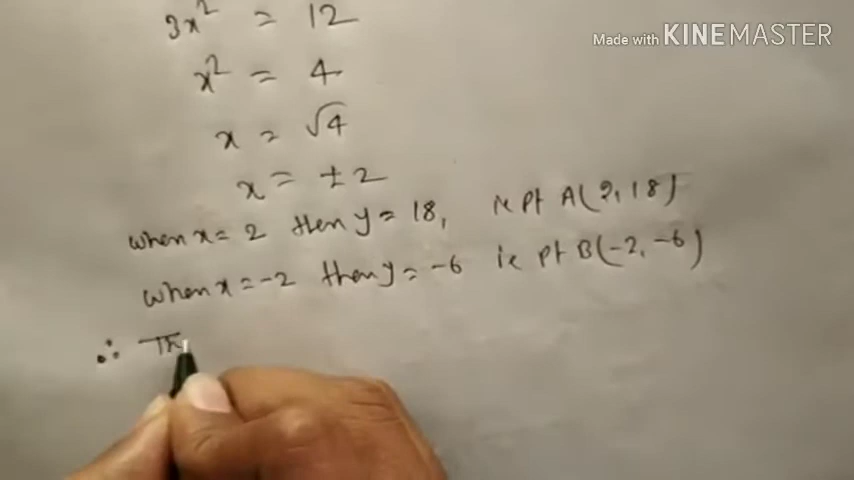 3x² = 12
Made with KINEMASTER
x² = 4
x = √4
x = ±2
when x = 2 then y = 18, ie pt A(2, 18)
when x = -2 then y = -6 ie pt B(-2, -6)
∴ Th